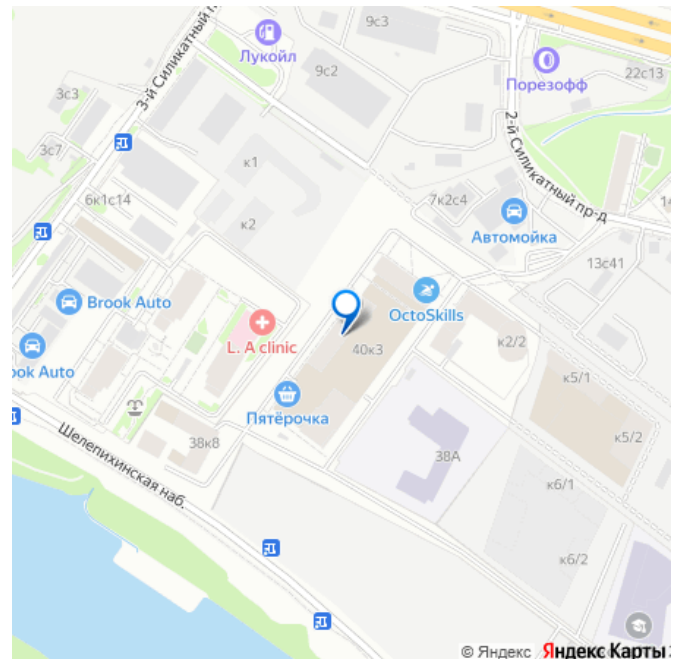 9с3
Лукойл
9с2
22с13
Порезофф
3с3
3-й Силикатный п
2-й Силикатный пр-д
3с7
к1
6к1с14
7к2с4
к2
Автомойка
13с41
Brook Auto
OctoSkills
L. A clinic
к2/2
40к3
ook Auto
к5/1
Пятёрочка
38к8
к5/2
Шелепихинская наб.
38А
к6/1
к6/2
© Яндекс Яндекс Карты